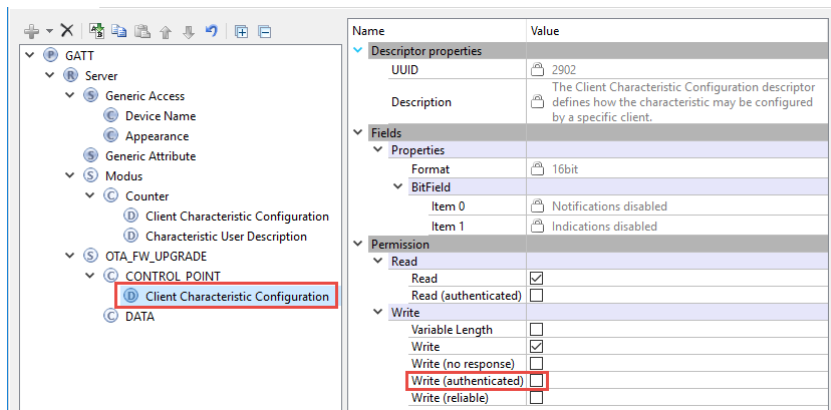 GATT
Server
Generic Access
Device Name
Appearance
Generic Attribute
Modus
Counter
Client Characteristic Configuration
Characteristic User Description
OTA_FW_UPGRADE
CONTROL_POINT
Client Characteristic Configuration
DATA
Name Value
Descriptor properties
UUID 2902
Description The Client Characteristic Configuration descriptor
defines how the characteristic may be configured
by a specific client.
Fields
Properties
Format 16bit
BitField
Item 0 Notifications disabled
Item 1 Indications disabled
Permission
Read
Read
Read (authenticated)
Write
Variable Length
Write
Write (no response)
Write (authenticated)
Write (reliable)